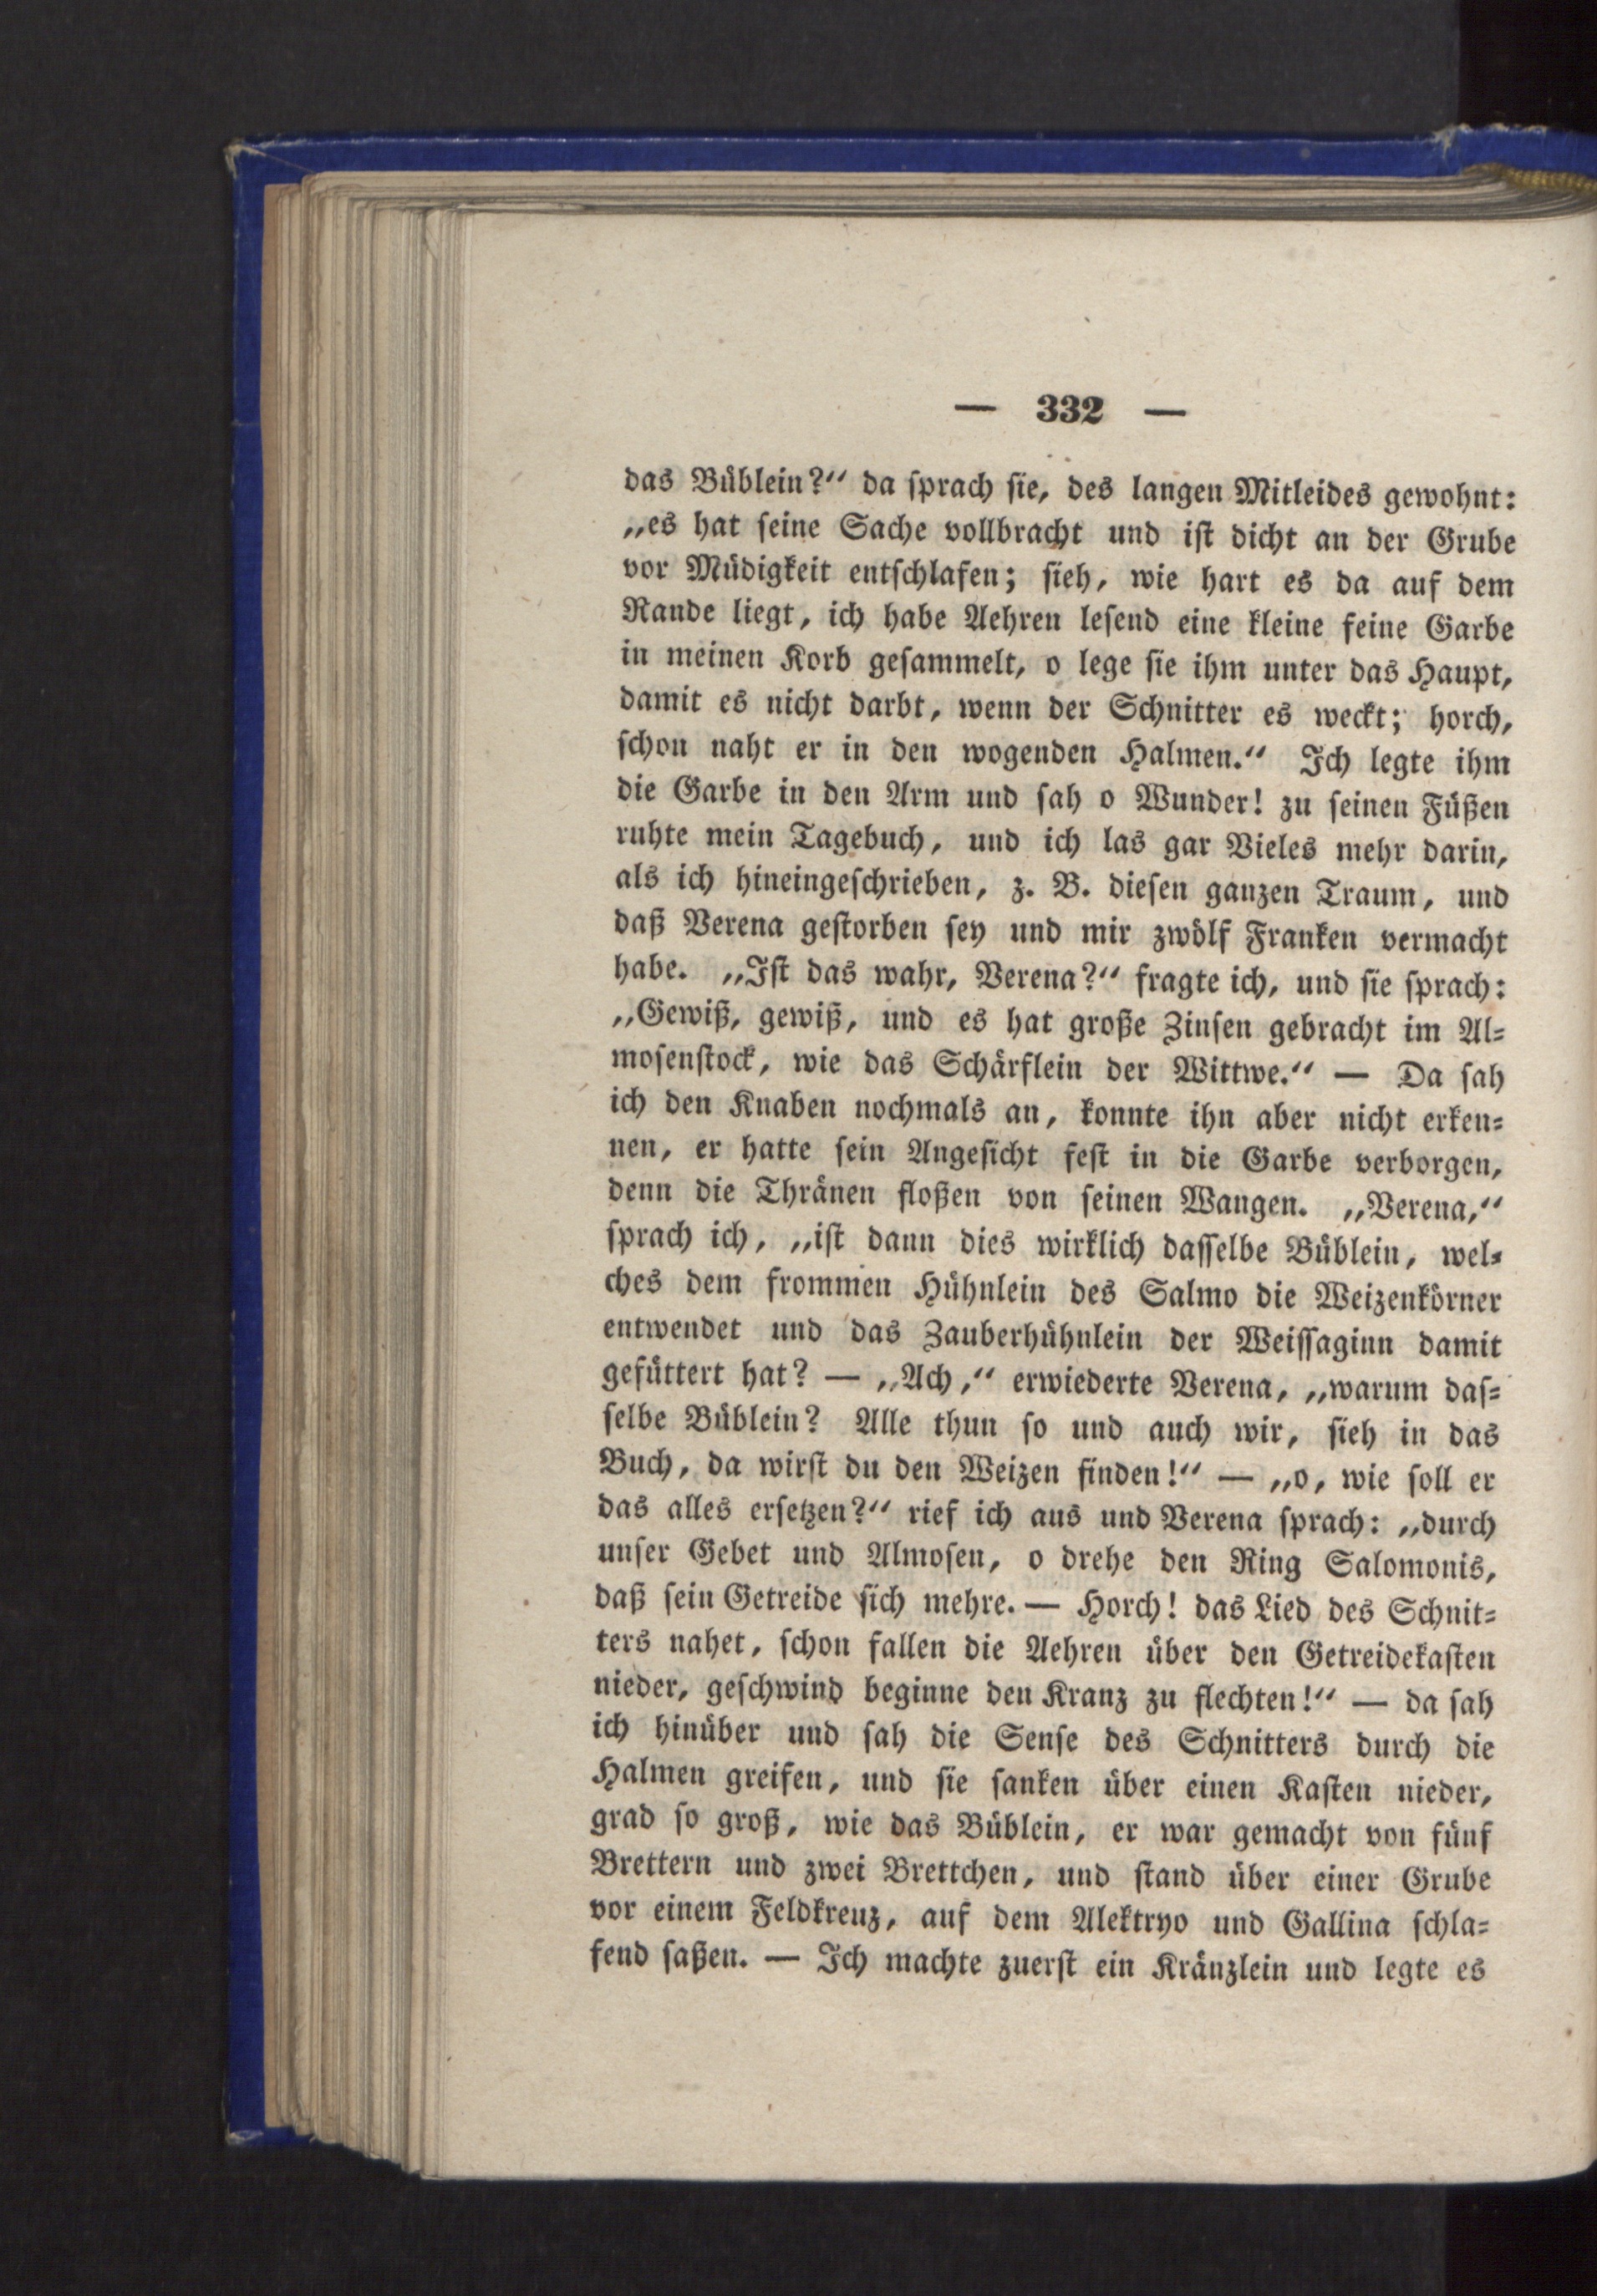 — 332 —
das Büblein?“ da sprach sie, des langen Mitleides gewohnt:
„es hat seine Sache vollbracht und ist dicht an der Grube
vor Müdigkeit entschlafen; sieh, wie hart es da auf dem
Rande liegt, ich habe Aehren lesend eine kleine feine Garbe
in meinen Korb gesammelt, o lege sie ihm unter das Haupt,
damit es nicht darbt, wenn der Schnitter es weckt; horch,
schon naht er in den wogenden Halmen.“ Ich legte ihm
die Garbe in den Arm und sah o Wunder! zu seinen Füßen
ruhte mein Tagebuch, und ich las gar Vieles mehr darin,
als ich hineingeschrieben, z. B. diesen ganzen Traum, und
daß Verena gestorben sey und mir zwölf Franken vermacht
habe. „Ist das wahr, Verena?“ fragte ich, und sie sprach:
„Gewiß, gewiß, und es hat große Zinsen gebracht im Al-
mosenstock, wie das Schärflein der Wittwe.“ — Da sah
ich den Knaben nochmals an, konnte ihn aber nicht erken-
nen, er hatte sein Angesicht fest in die Garbe verborgen,
denn die Thränen floßen von seinen Wangen. „Verena,“
sprach ich, „ist dann dies wirklich dasselbe Büblein, wel-
ches dem frommen Hühnlein des Salmo die Weizenkörner
entwendet und das Zauberhühnlein der Weissaginn damit
gefüttert hat? — „Ach,“ erwiederte Verena, „warum das-
selbe Büblein? Alle thun so und auch wir, sieh in das
Buch, da wirst du den Weizen finden!“ — „o, wie soll er
das alles ersetzen?“ rief ich aus und Verena sprach: „durch
unser Gebet und Almosen, o drehe den Ring Salomonis,
daß sein Getreide sich mehre. — Horch! das Lied des Schnit-
ters nahet, schon fallen die Aehren über den Getreidekasten
nieder, geschwind beginne den Kranz zu flechten!“ — da sah
ich hinüber und sah die Sense des Schnitters durch die
Halmen greifen, und sie sanken über einen Kasten nieder,
grad so groß, wie das Büblein, er war gemacht von fünf
Brettern und zwei Brettchen, und stand über einer Grube
vor einem Feldkreuz, auf dem Alektryo und Gallina schla-
fend saßen. — Ich machte zuerst ein Kränzlein und legte es